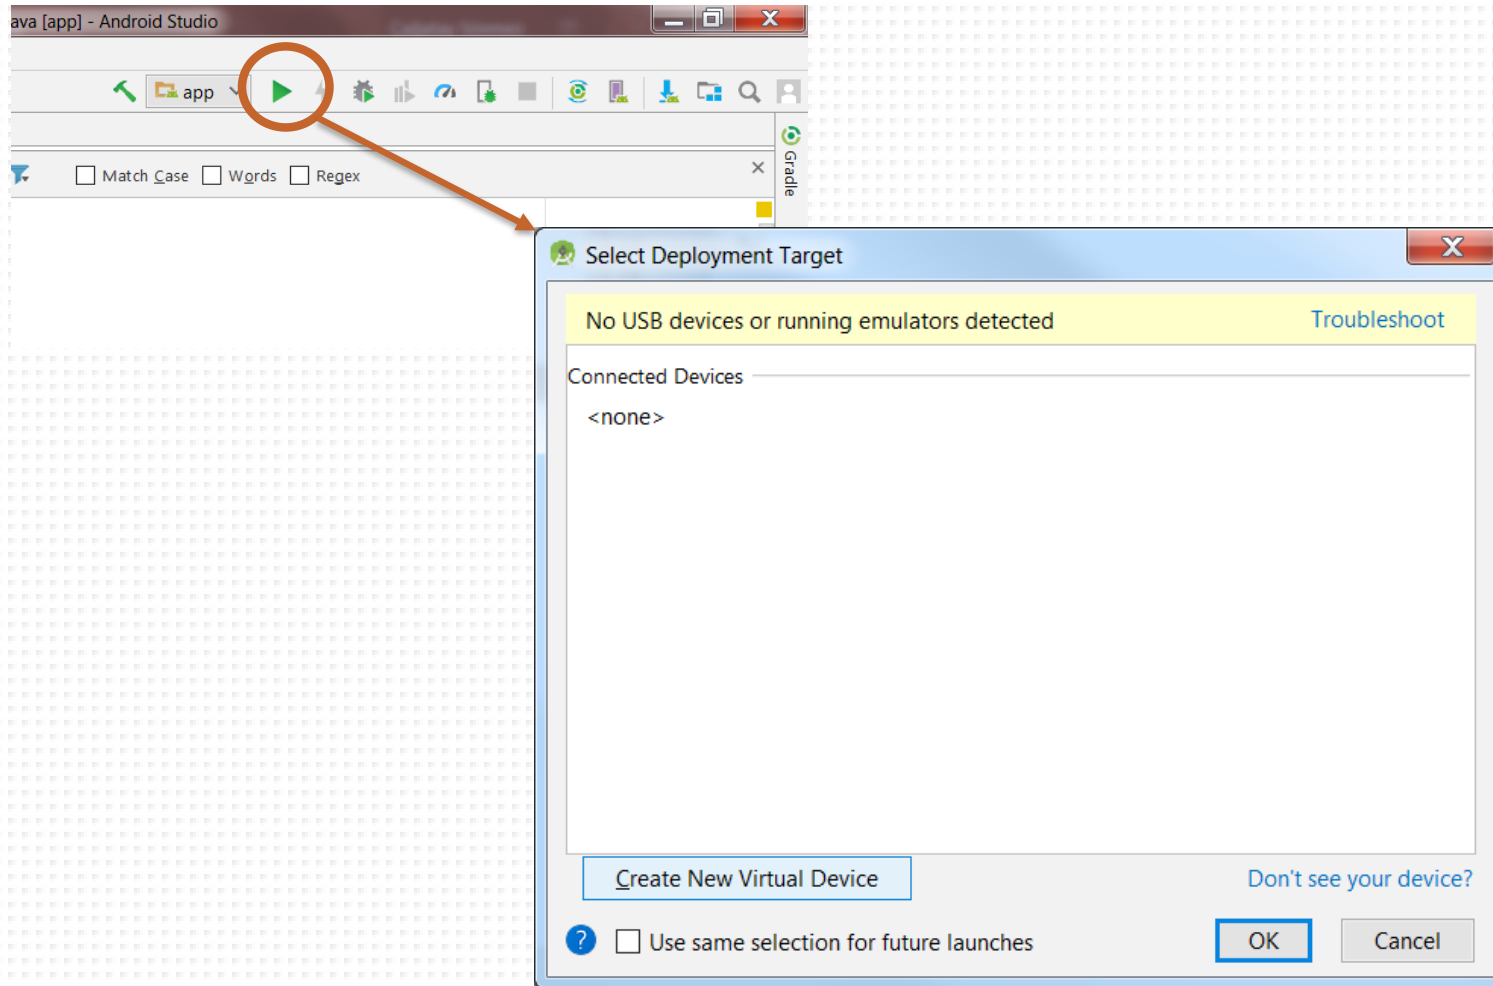 ava [app] - Android Studio
app
Gradle
Match Case Words Regex
Select Deployment Target
No USB devices or running emulators detected Troubleshoot
Connected Devices
<none>
Create New Virtual Device Don't see your device?
? Use same selection for future launches OK Cancel